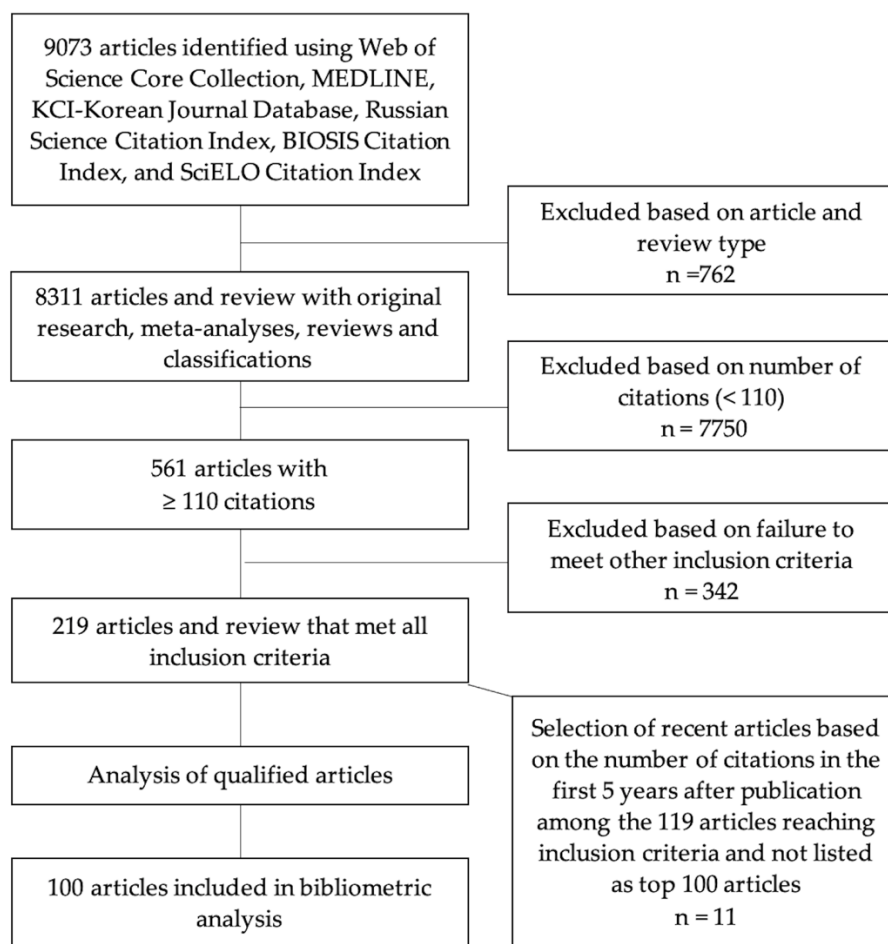 9073 articles identified using Web of
Science Core Collection, MEDLINE,
KCI-Korean Journal Database, Russian
Science Citation Index, BIOSIS Citation
Index, and SciELO Citation Index
Excluded based on article and
review type
n =762
8311 articles and review with original
research, meta-analyses, reviews and
classifications
Excluded based on number of
citations (< 110)
n = 7750
561 articles with
≥ 110 citations
Excluded based on failure to
meet other inclusion criteria
n = 342
219 articles and review that met all
inclusion criteria
Selection of recent articles based
on the number of citations in the
first 5 years after publication
among the 119 articles reaching
inclusion criteria and not listed
as top 100 articles
n = 11
Analysis of qualified articles
100 articles included in bibliometric
analysis